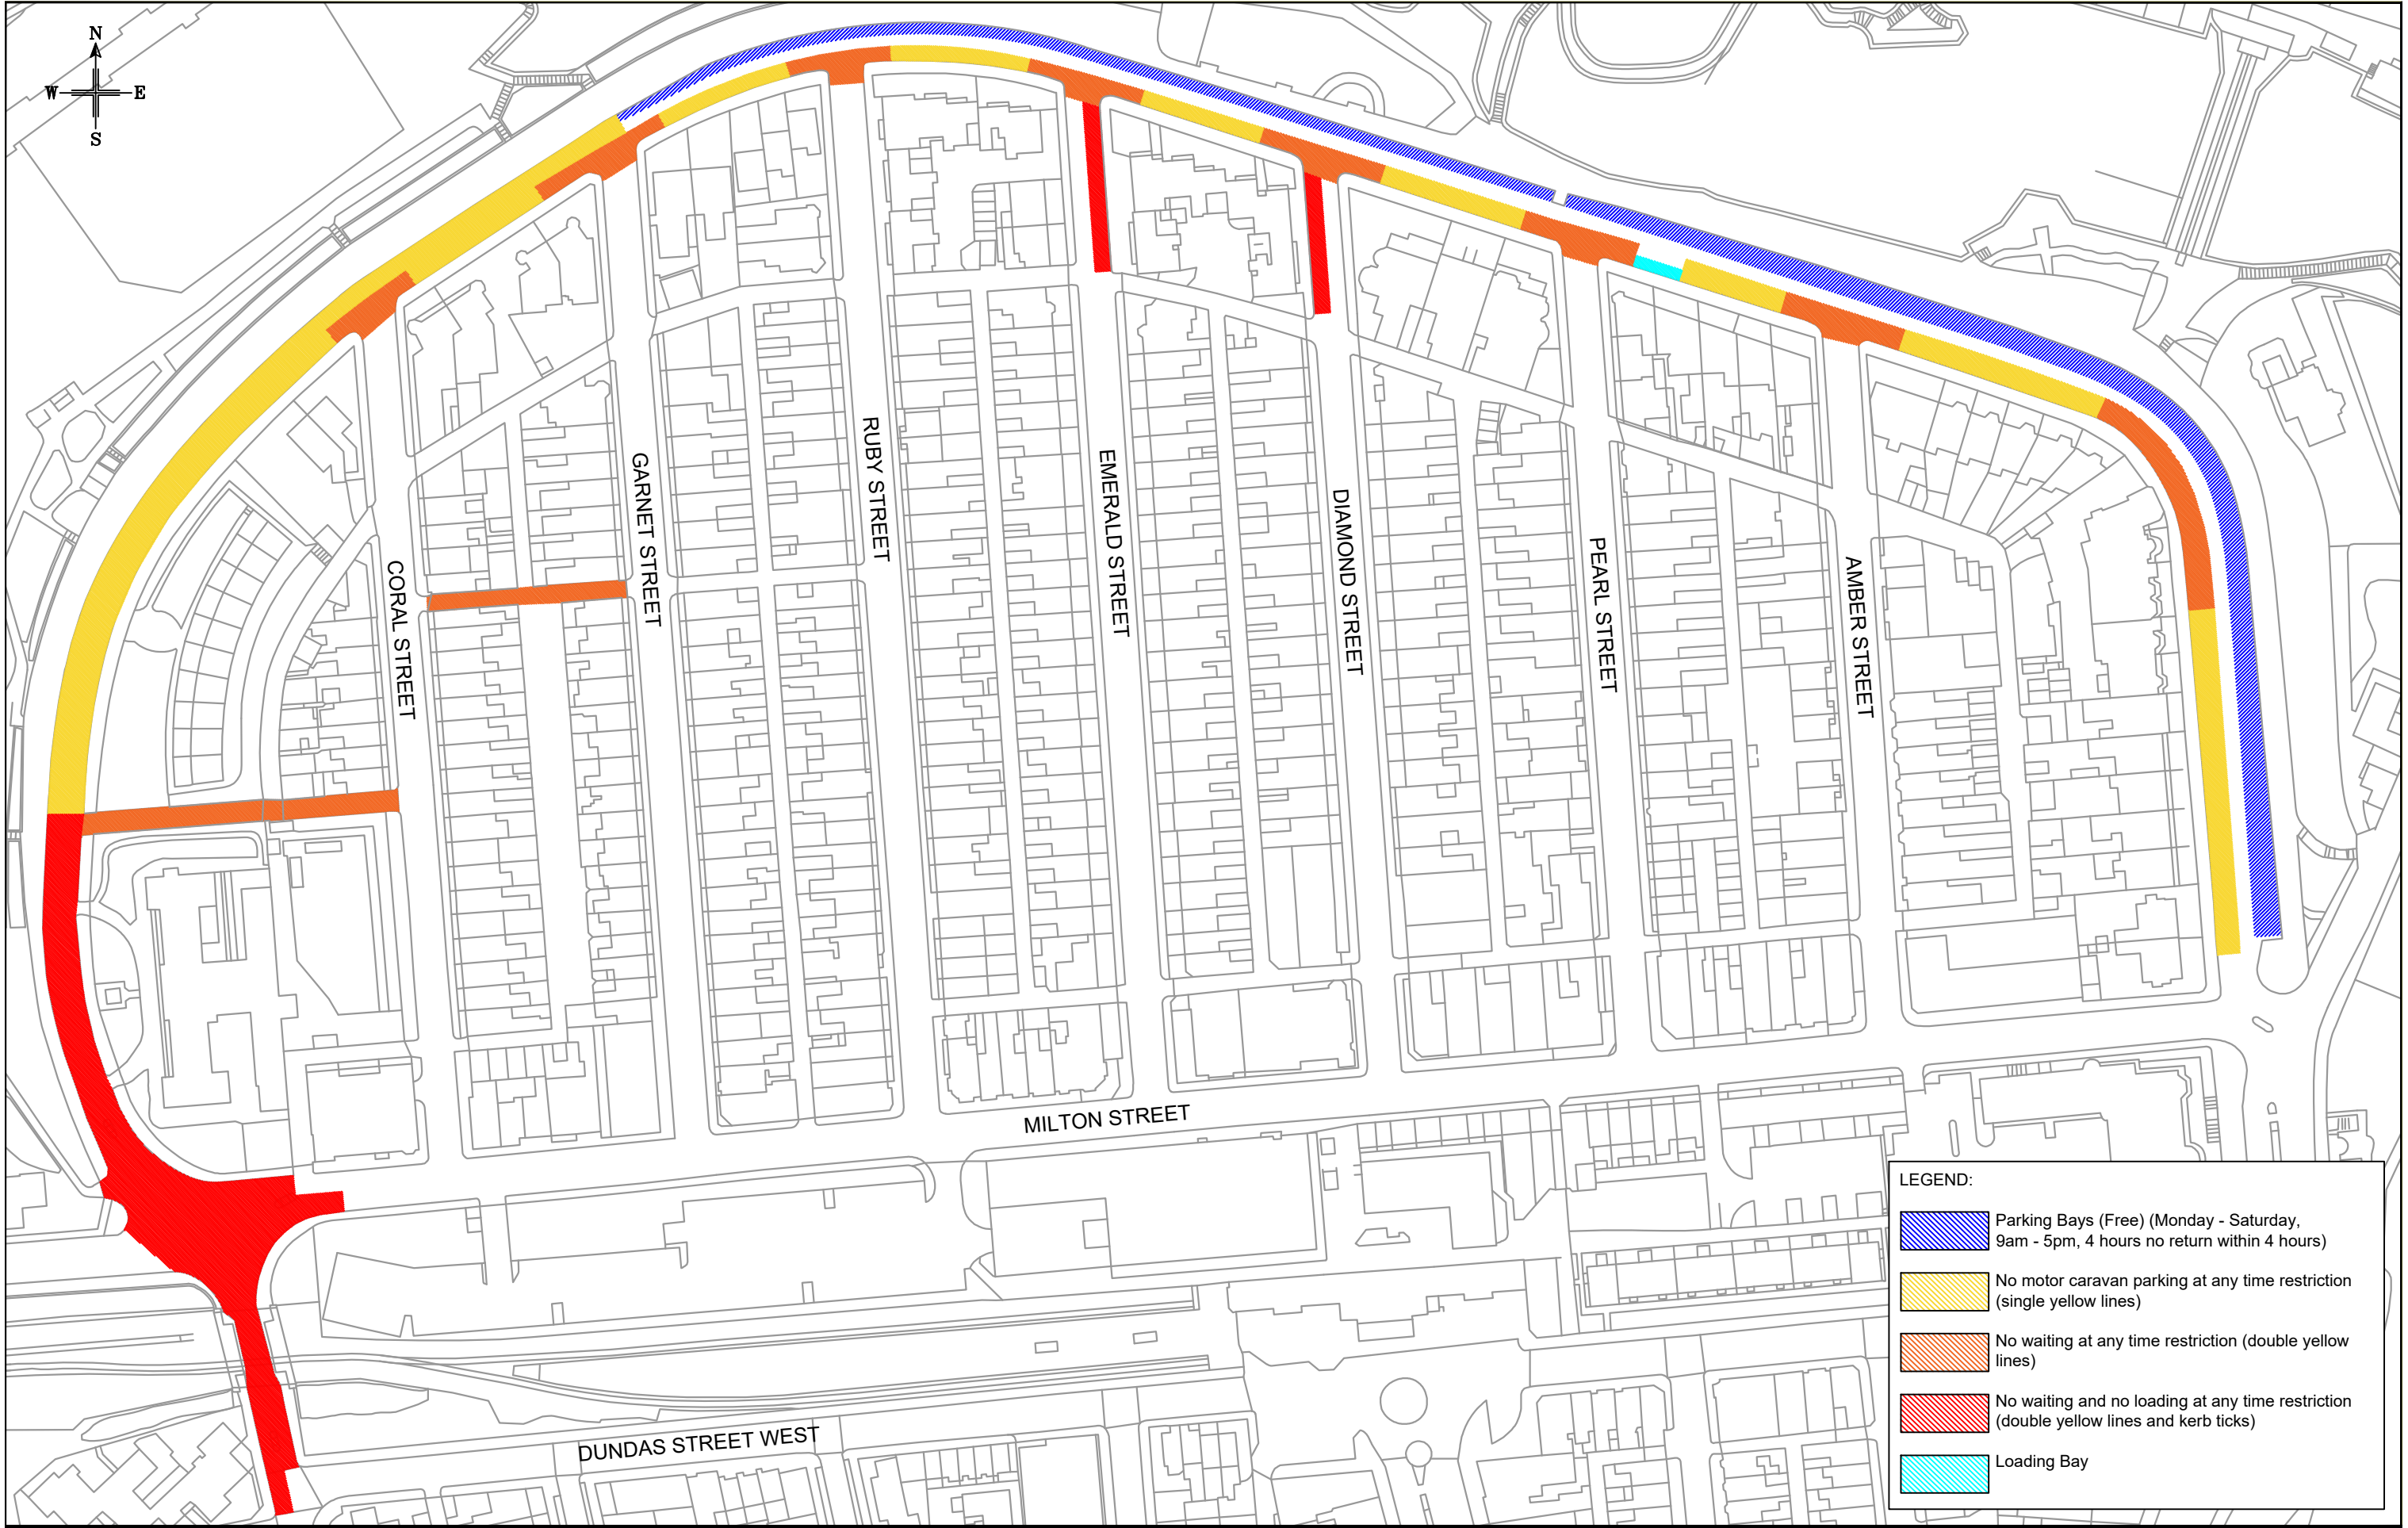 N
W E
S
RUBY STREET
EMERALD STREET
GARNET STREET
DIAMOND STREET
PEARL STREET
AMBER STREET
CORAL STREET
MILTON STREET
DUNDAS STREET WEST
LEGEND:
Parking Bays (Free) (Monday - Saturday,
9am - 5pm, 4 hours no return within 4 hours)
No motor caravan parking at any time restriction
(single yellow lines)
No waiting at any time restriction (double yellow
lines)
No waiting and no loading at any time restriction
(double yellow lines and kerb ticks)
Loading Bay